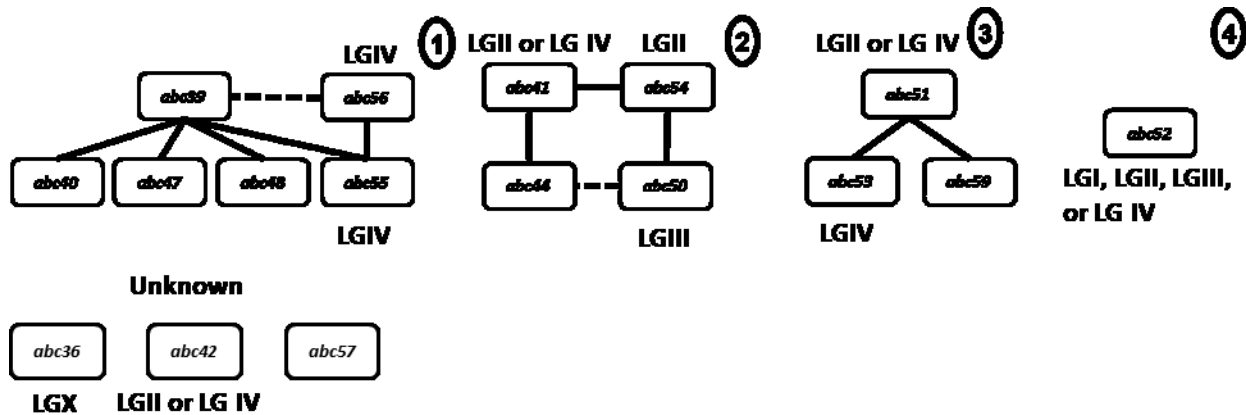 LGIV
1
abc39
abc56
abc40
abc47
abc48
abc55
LGIV
LGII or LG IV
LGII
2
abc41
abc54
abc44
abc50
LGIII
LGII or LG IV
3
abc51
abc53
abc59
LGIV
4
abc52
LGI, LGII, LGIII,
or LG IV
Unknown
abc36
abc42
abc57
LGX
LGII or LG IV